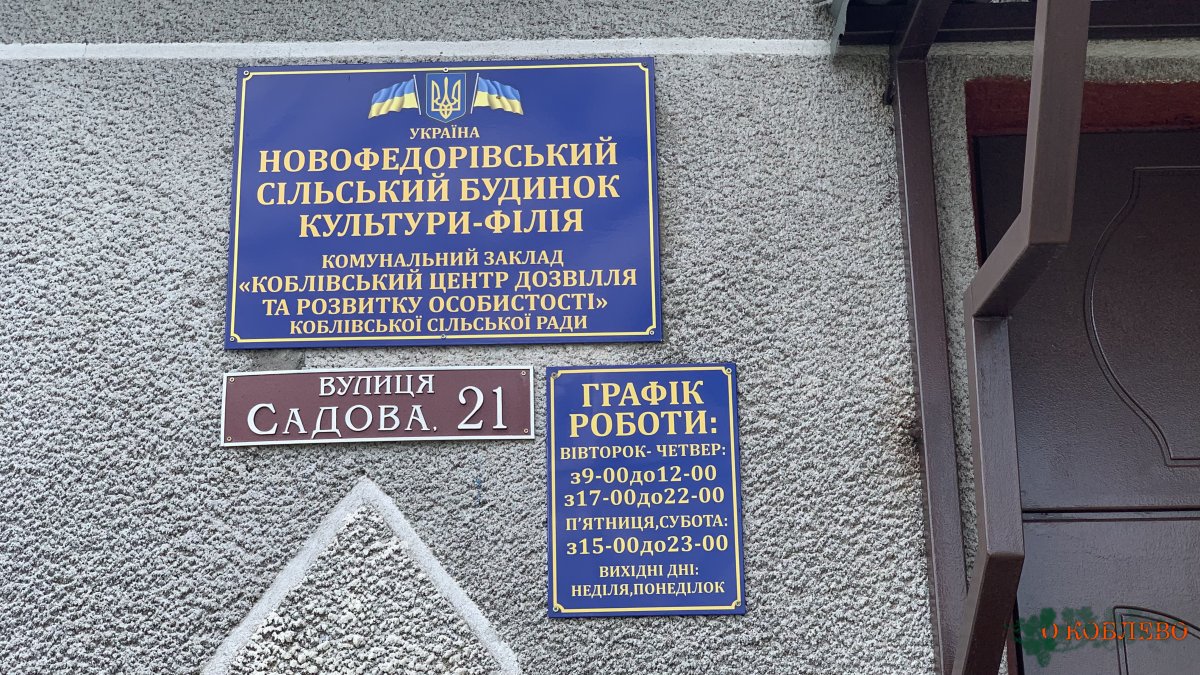 УКРАЇНА
НОВОФЕДОРІВСЬКИЙ
СІЛЬСЬКИЙ БУДИНОК
КУЛЬТУРИ-ФІЛІЯ
КОМУНАЛЬНИЙ ЗАКЛАД
«КОБЛІВСЬКИЙ ЦЕНТР ДОЗВІЛЛЯ
ТА РОЗВИТКУ ОСОБИСТОСТІ»
КОБЛІВСЬКОЇ СІЛЬСЬКОЇ РАДИ
ВУЛИЦЯ
САДОВА, 21
ГРАФІК
РОБОТИ:
ВІВТОРОК- ЧЕТВЕР:
з9-00до12-00
з17-00до22-00
П'ЯТНИЦЯ,СУБОТА:
з15-00до23-00
ВИХІДНІ ДНІ:
НЕДІЛЯ,ПОНЕДІЛОК
О КОБЛЕВО